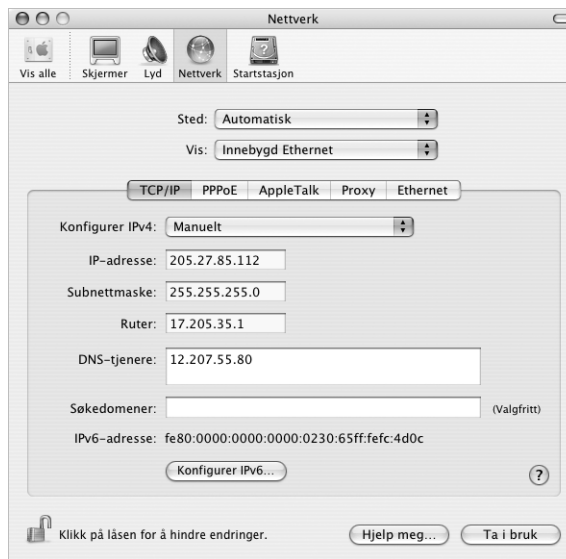 Nettverk
Vis alle Skjermer Lyd Nettverk Startstasjon
Sted: Automatisk
Vis: Innebygd Ethernet
TCP/IP PPPoE AppleTalk Proxy Ethernet
Konfigurer IPv4: Manuelt
IP-adresse: 205.27.85.112
Subnettmaske: 255.255.255.0
Ruter: 17.205.35.1
DNS-tjenere: 12.207.55.80
Søkedomener: (Valgfritt)
IPv6-adresse: fe80:0000:0000:0000:0230:65ff:fefc:4d0c
Konfigurer IPv6... ?
Klikk på låsen for å hindre endringer. Hjelp meg... Ta i bruk